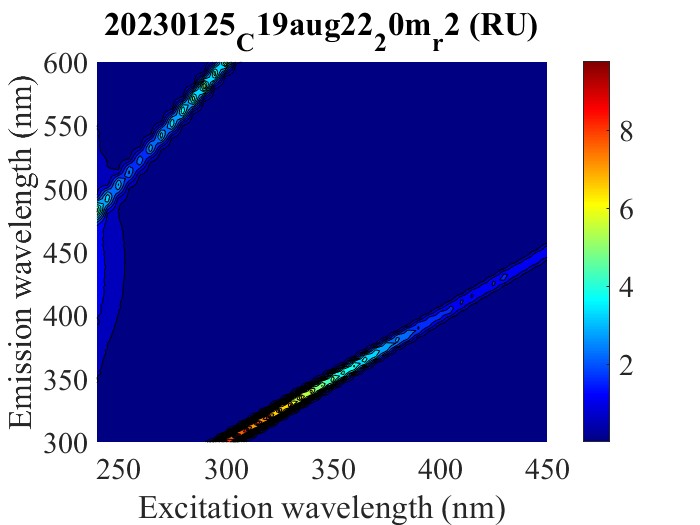 20230125_C19aug22_20m_r2 (RU)
600
550
500
450
400
350
300
Emission wavelength (nm)
250 300 350 400 450
Excitation wavelength (nm)
8
6
4
2